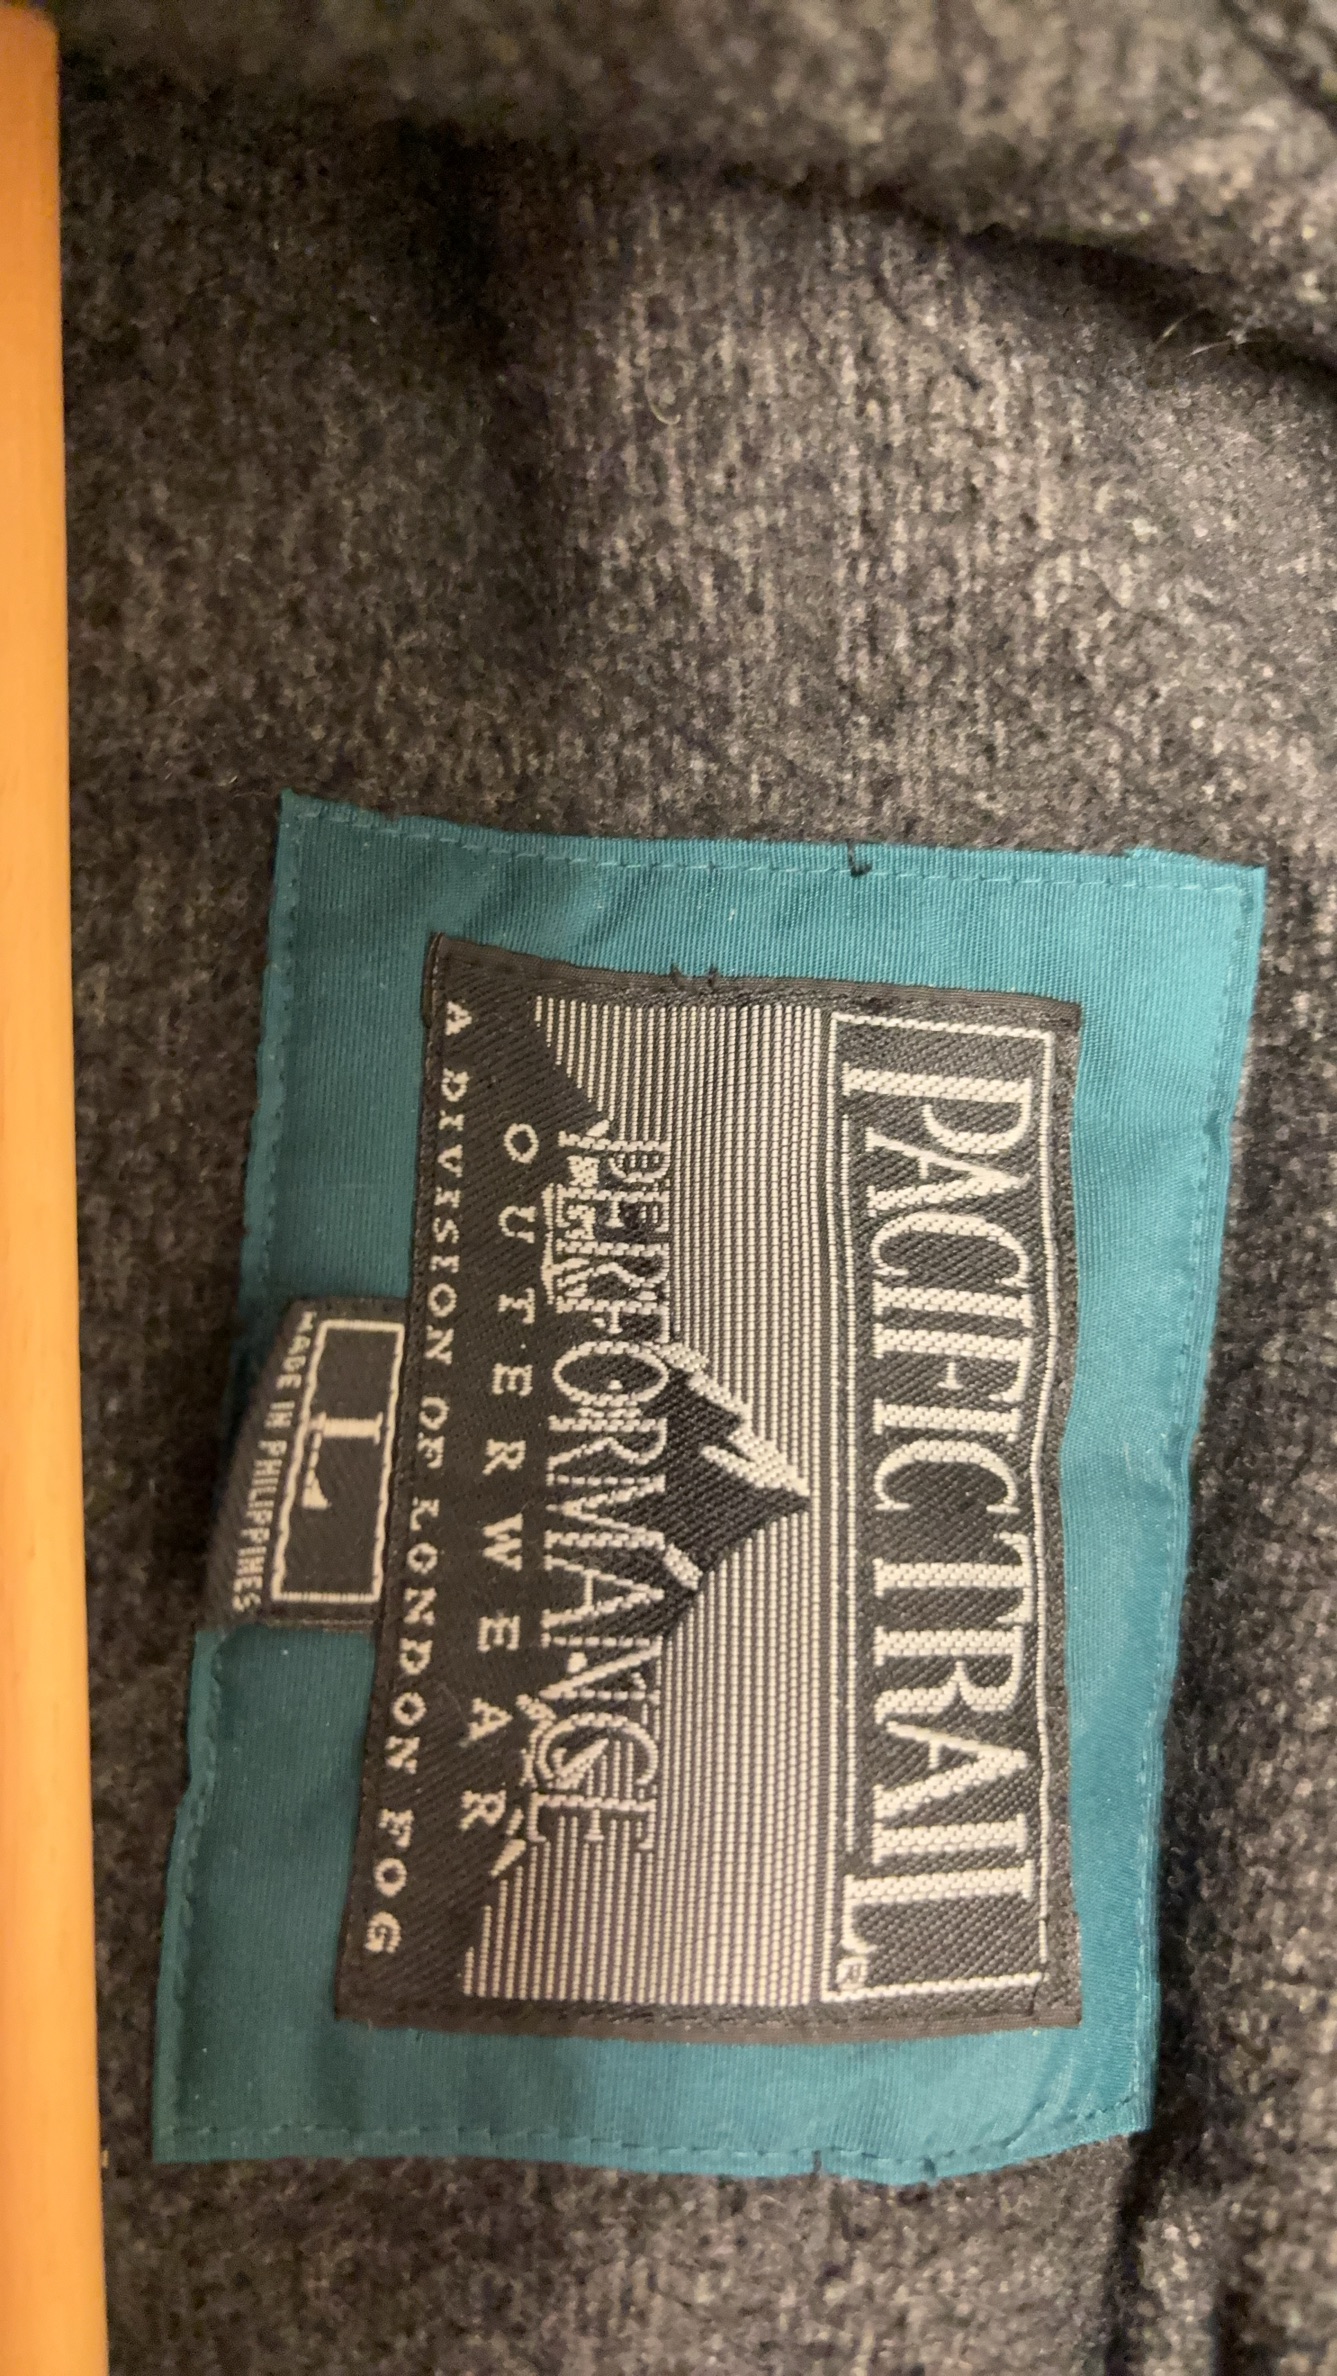 PACIFIC TRAIL
PERFORMANCE
OUTERWEAR
A DIVISION OF LONDON FOG
L
MADE IN PHILIPPINES